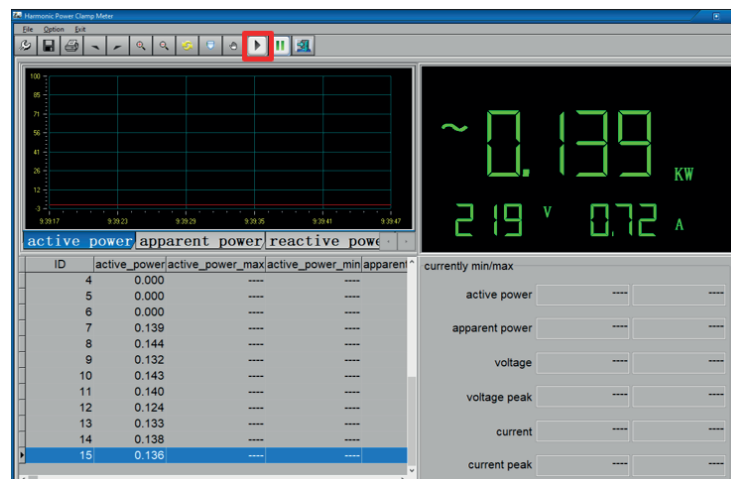 Harmonic Power Clamp Meter
File Option Exit
100
85
71
56
41
26
12
-3
9:39:17 9:39:23 9:39:29 9:39:35 9:39:41 9:39:47
active power apparent power reactive powe
~ 0.139 KW
219 V 0.72 A
ID active_power active_power_max active_power_min apparent
4 0.000 ---- ----
5 0.000 ---- ----
6 0.000 ---- ----
7 0.139 ---- ----
8 0.144 ---- ----
9 0.132 ---- ----
10 0.143 ---- ----
11 0.140 ---- ----
12 0.124 ---- ----
13 0.133 ---- ----
14 0.138 ---- ----
15 0.136 ---- ----
currently min/max
active power ---- ----
apparent power ---- ----
voltage ---- ----
voltage peak ---- ----
current ---- ----
current peak ---- ----